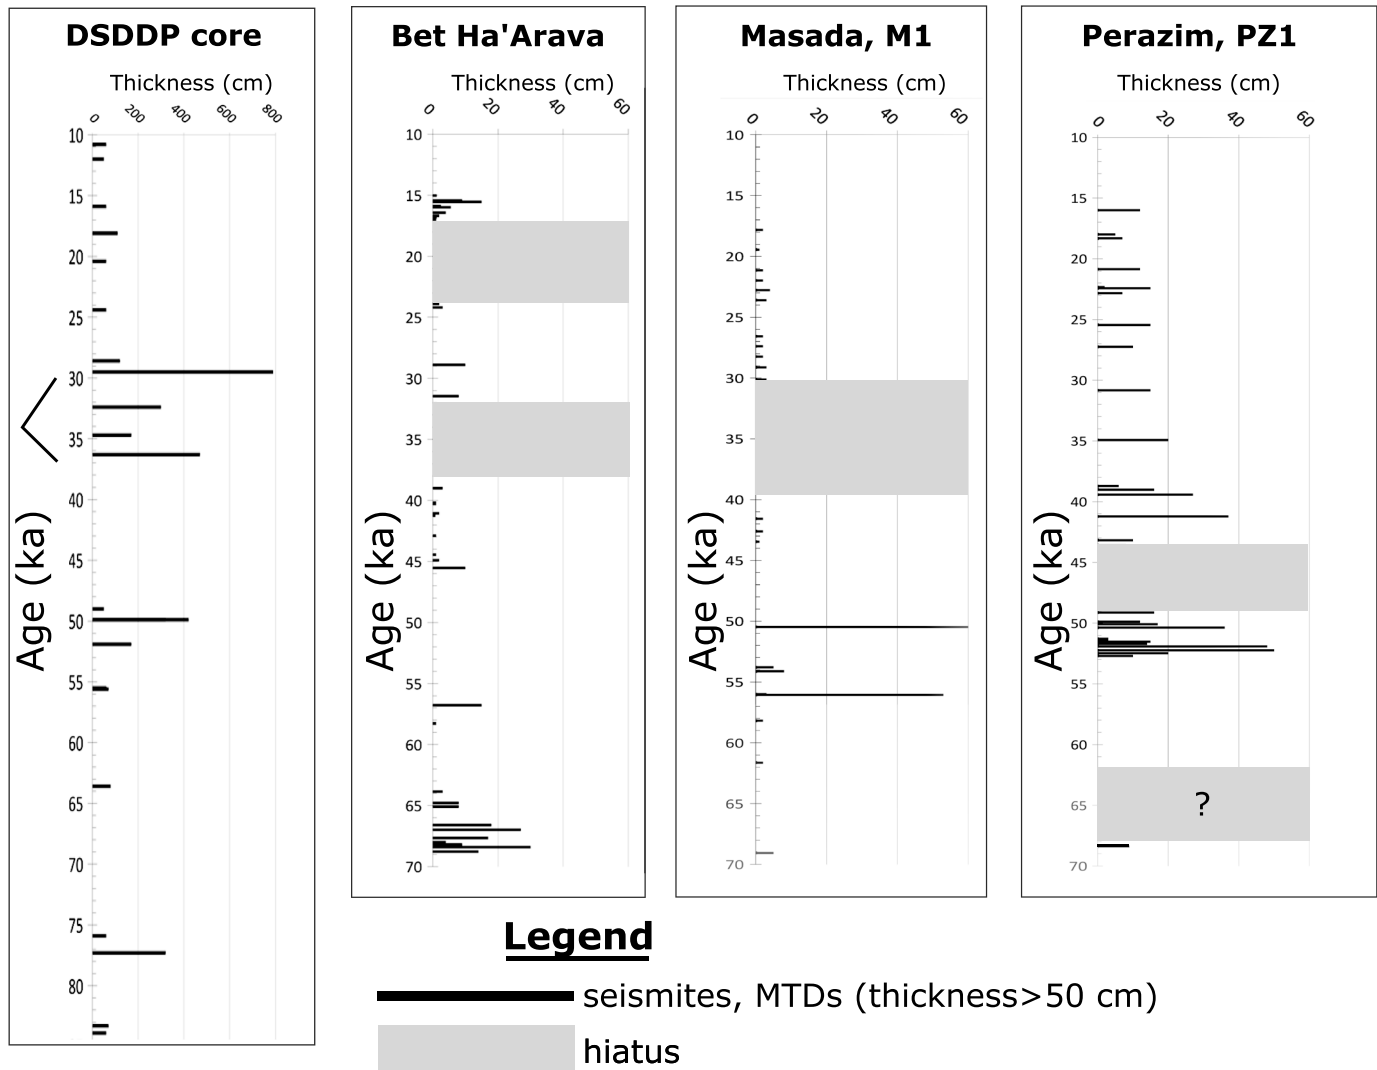 DSDDP core
Thickness (cm)
0 200 400 600 800
10
15
20
25
30
35
40
45
50
55
60
65
70
75
80
Age (ka)
Bet Ha'Arava
Thickness (cm)
0 20 40 60
10
15
20
25
30
35
40
45
50
55
60
65
70
Age (ka)
Masada, M1
Thickness (cm)
0 20 40 60
10
15
20
25
30
35
40
45
50
55
60
65
70
Age (ka)
Perazim, PZ1
Thickness (cm)
0 20 40 60
10
15
20
25
30
35
40
45
50
55
60
65
70
?
Age (ka)
Legend
seismites, MTDs (thickness>50 cm)
hiatus